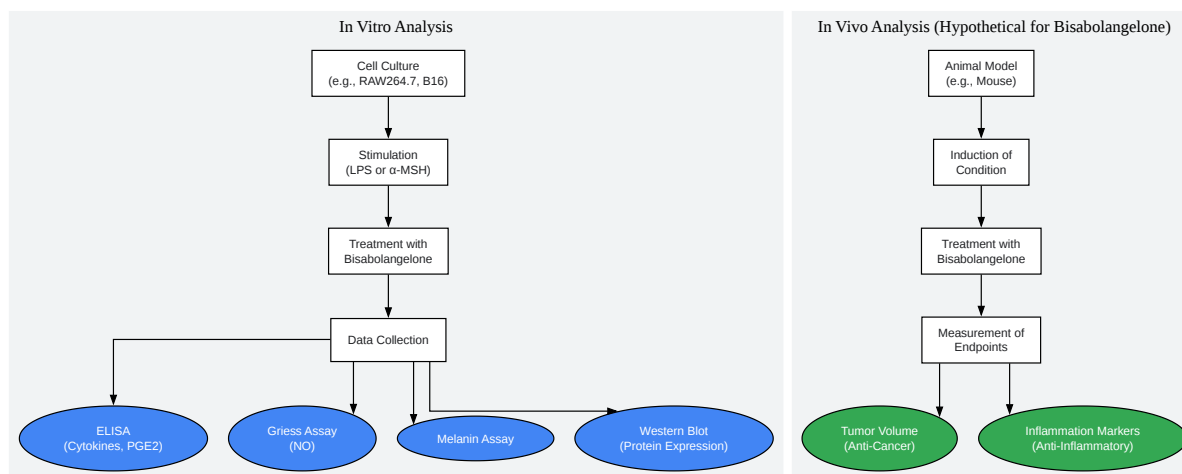 In Vitro Analysis
Cell Culture
(e.g., RAW264.7, B16)
Stimulation
(LPS or α-MSH)
Treatment with
Bisabolangelone
Data Collection
ELISA
(Cytokines, PGE2)
Griess Assay
(NO)
Melanin Assay
Western Blot
(Protein Expression)
In Vivo Analysis (Hypothetical for Bisabolangelone)
Animal Model
(e.g., Mouse)
Induction of
Condition
Treatment with
Bisabolangelone
Measurement of
Endpoints
Tumor Volume
(Anti-Cancer)
Inflammation Markers
(Anti-Inflammatory)